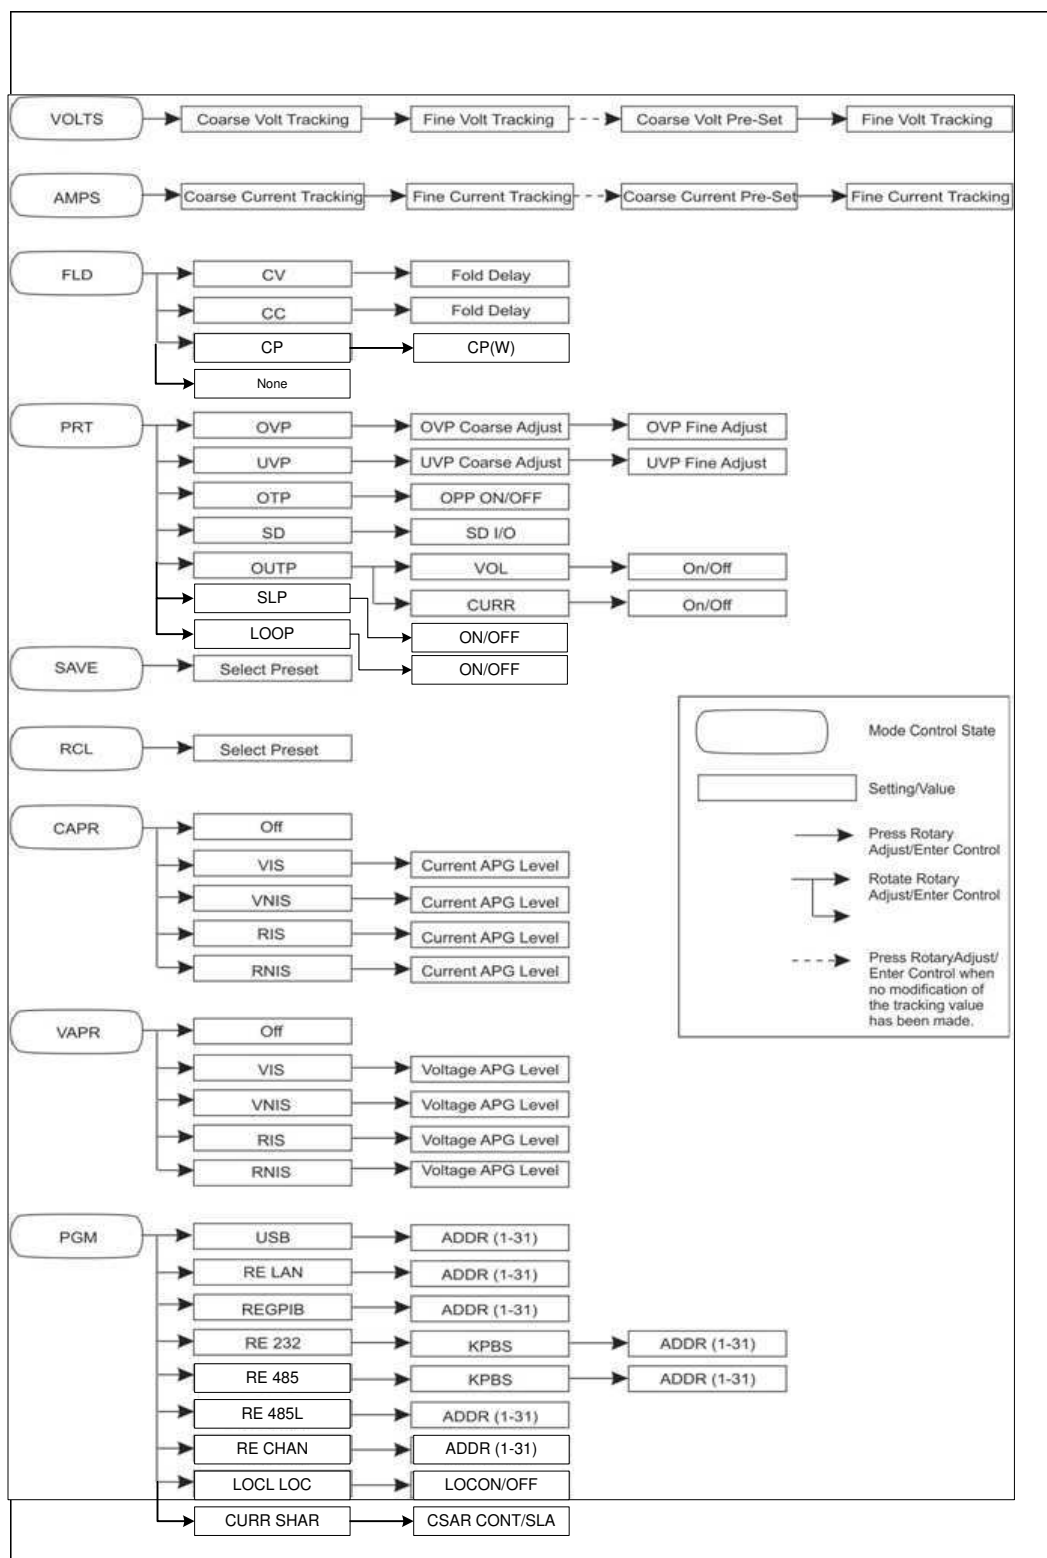 VOLTS Coarse Volt Tracking Fine Volt Tracking Coarse Volt Pre-Set Fine Volt Tracking
AMPS Coarse Current Tracking Fine Current Tracking Coarse Current Pre-Set Fine Current Tracking
FLD CV Fold Delay
CC Fold Delay
CP CP(W)
None
PRT OVP OVP Coarse Adjust OVP Fine Adjust
UVP UVP Coarse Adjust UVP Fine Adjust
OTP OPP ON/OFF
SD SD I/O
OUTP VOL On/Off
SLP CURR On/Off
LOOP ON/OFF
SAVE Select Preset ON/OFF
RCL Select Preset
CAPR Off
VIS Current APG Level
VNIS Current APG Level
RIS Current APG Level
RNIS Current APG Level
VAPR Off
VIS Voltage APG Level
VNIS Voltage APG Level
RIS Voltage APG Level
RNIS Voltage APG Level
PGM USB ADDR (1-31)
RE LAN ADDR (1-31)
REGPIB ADDR (1-31)
RE 232 KPBS ADDR (1-31)
RE 485 KPBS ADDR (1-31)
RE 485L ADDR (1-31)
RE CHAN ADDR (1-31)
LOCL LOC LOCON/OFF
CURR SHAR CSAR CONT/SLA
Mode Control State
Setting/Value
Press Rotary
Adjust/Enter Control
Rotate Rotary
Adjust/Enter Control
Press RotaryAdjust/
Enter Control when
no modification of
the tracking value
has been made.